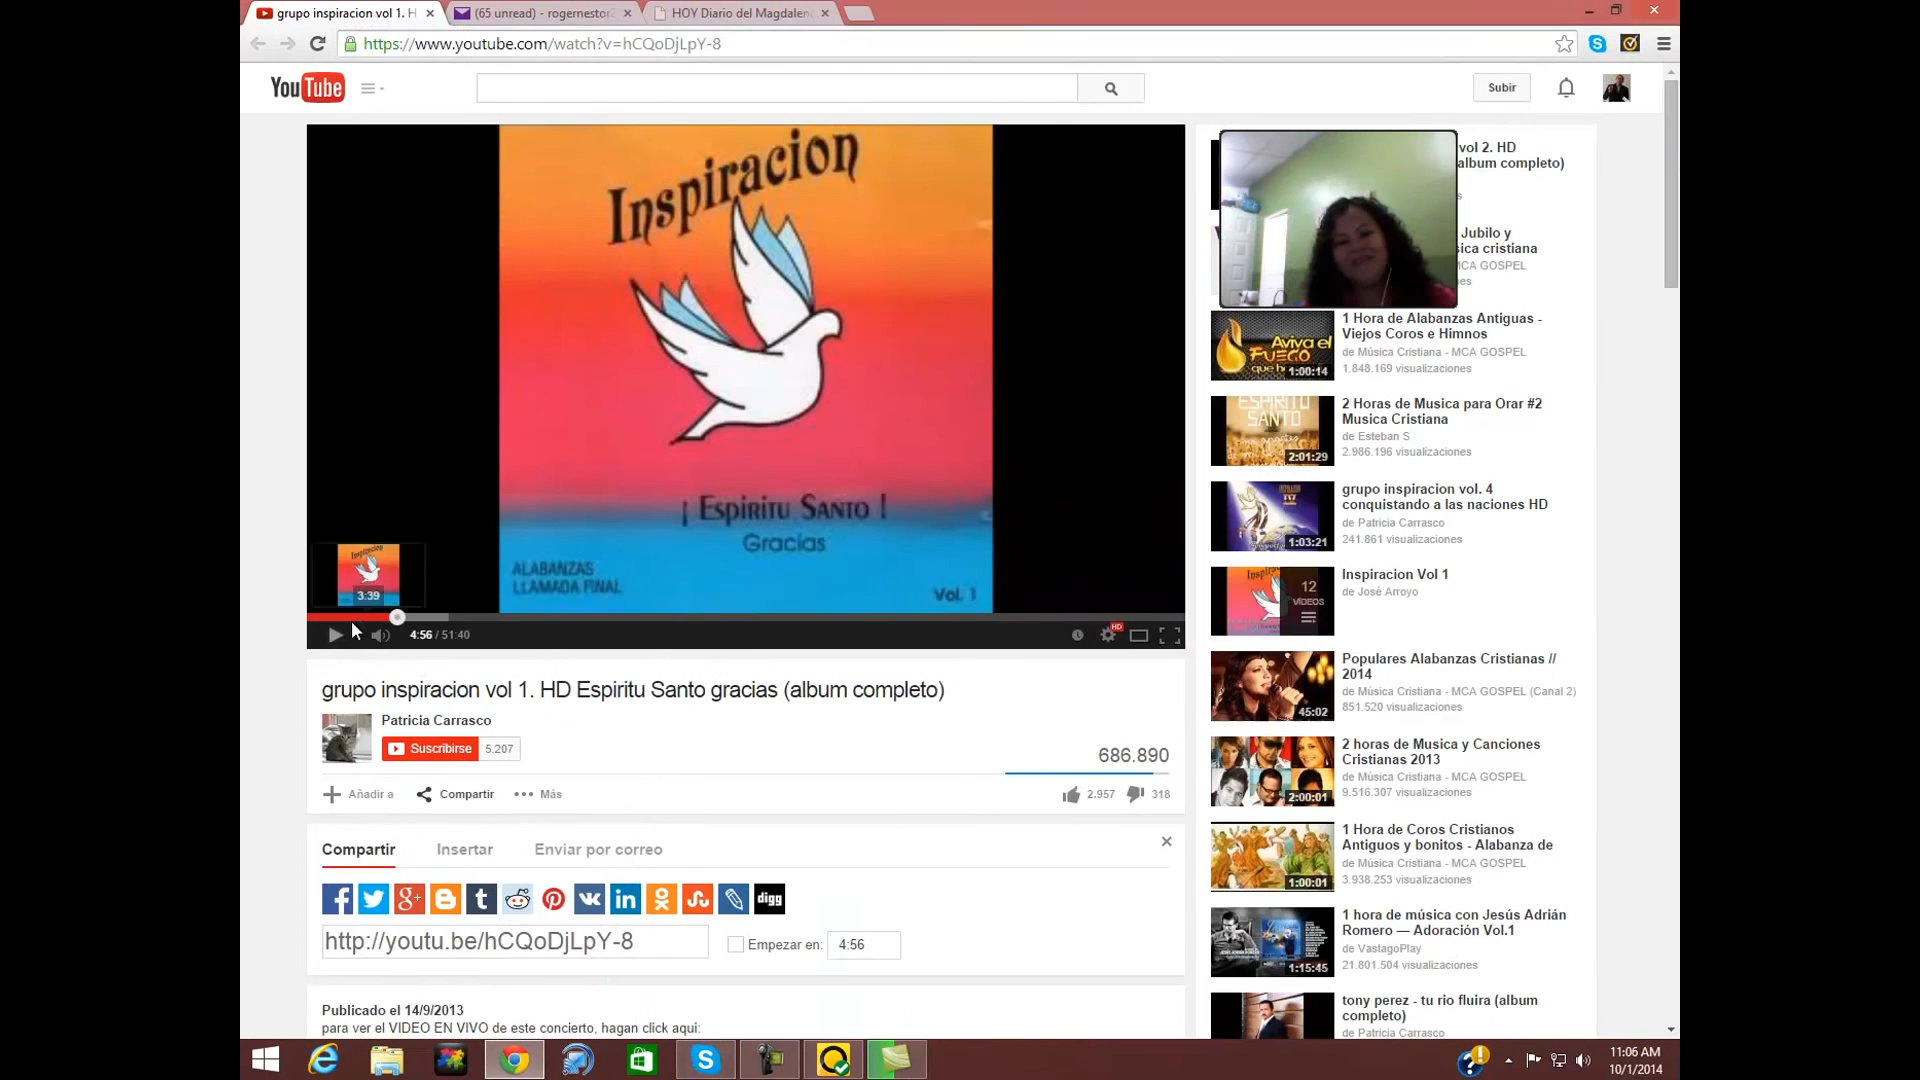 grupo inspiracion vol 1. H
(65 unread) - rogernestor
HOY Diario del Magdalen
https://www.youtube.com/watch?v=hCQoDjLpY-8
YouTube
Subir
Inspiracion
¡ Espiritu Santo !
Gracias
ALABANZAS
LLAMADA FINAL
Vol. 1
3:39
4:56 / 51:40
HD
grupo inspiracion vol 1. HD Espiritu Santo gracias (album completo)
Patricia Carrasco
Suscribirse 5.207
686.890
Añadir a
Compartir
Más
2.957
318
Compartir
Insertar
Enviar por correo
digg
http://youtu.be/hCQoDjLpY-8
Empezar en: 4:56
Publicado el 14/9/2013
para ver el VIDEO EN VIVO de este concierto, hagan click aqui:
vol 2. HD
album completo)
s
Jubilo y
sica cristiana
MCA GOSPEL
nes
Aviva el
FUEGO
1:00:14
1 Hora de Alabanzas Antiguas -
Viejos Coros e Himnos
de Música Cristiana - MCA GOSPEL
1.848.169 visualizaciones
ESPIRITU
SANTO
2:01:29
2 Horas de Musica para Orar #2
Musica Cristiana
de Esteban S
2.986.196 visualizaciones
1:03:21
grupo inspiracion vol. 4
conquistando a las naciones HD
de Patricia Carrasco
241.861 visualizaciones
12
VÍDEOS
Inspiracion Vol 1
de José Arroyo
45:02
Populares Alabanzas Cristianas //
2014
de Música Cristiana - MCA GOSPEL (Canal 2)
851.520 visualizaciones
2:00:01
2 horas de Musica y Canciones
Cristianas 2013
de Música Cristiana - MCA GOSPEL
9.516.307 visualizaciones
1:00:01
1 Hora de Coros Cristianos
Antiguos y bonitos - Alabanza de
de Música Cristiana - MCA GOSPEL
3.938.253 visualizaciones
1:15:45
1 hora de música con Jesús Adrián
Romero — Adoración Vol.1
de VastagoPlay
21.801.504 visualizaciones
tony perez - tu rio fluira (album
completo)
de Patricia Carrasco
11:06 AM
10/1/2014